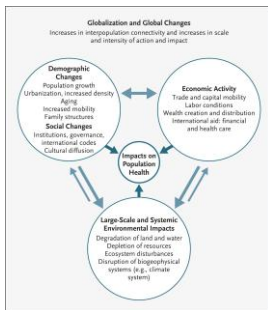 Globalization and Global Changes
Increases in interpopulation connectivity and increases in scale
and intensity of action and impact
Demographic
Changes
Population growth
Urbanization, increased density
Aging
Increased mobility
Family structures
Social Changes
Institutions, governance,
international codes
Cultural diffusion
Economic Activity
Trade and capital mobility
Labor conditions
Wealth creation and distribution
International aid: financial
and health care
Impacts on
Population
Health
Large-Scale and Systemic
Environmental Impacts
Degradation of land and water
Depletion of resources
Ecosystem disturbances
Disruption of biogeophysical
systems (e.g., climate
system)